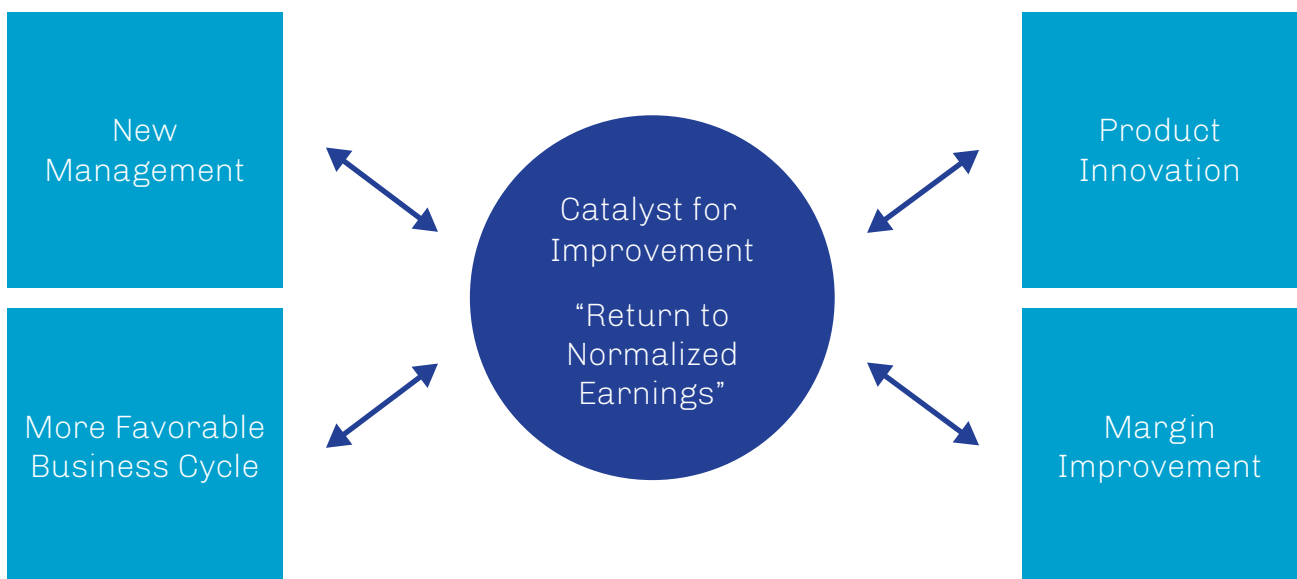 New
Management
More Favorable
Business Cycle
Catalyst for
Improvement
“Return to
Normalized
Earnings”
Product
Innovation
Margin
Improvement